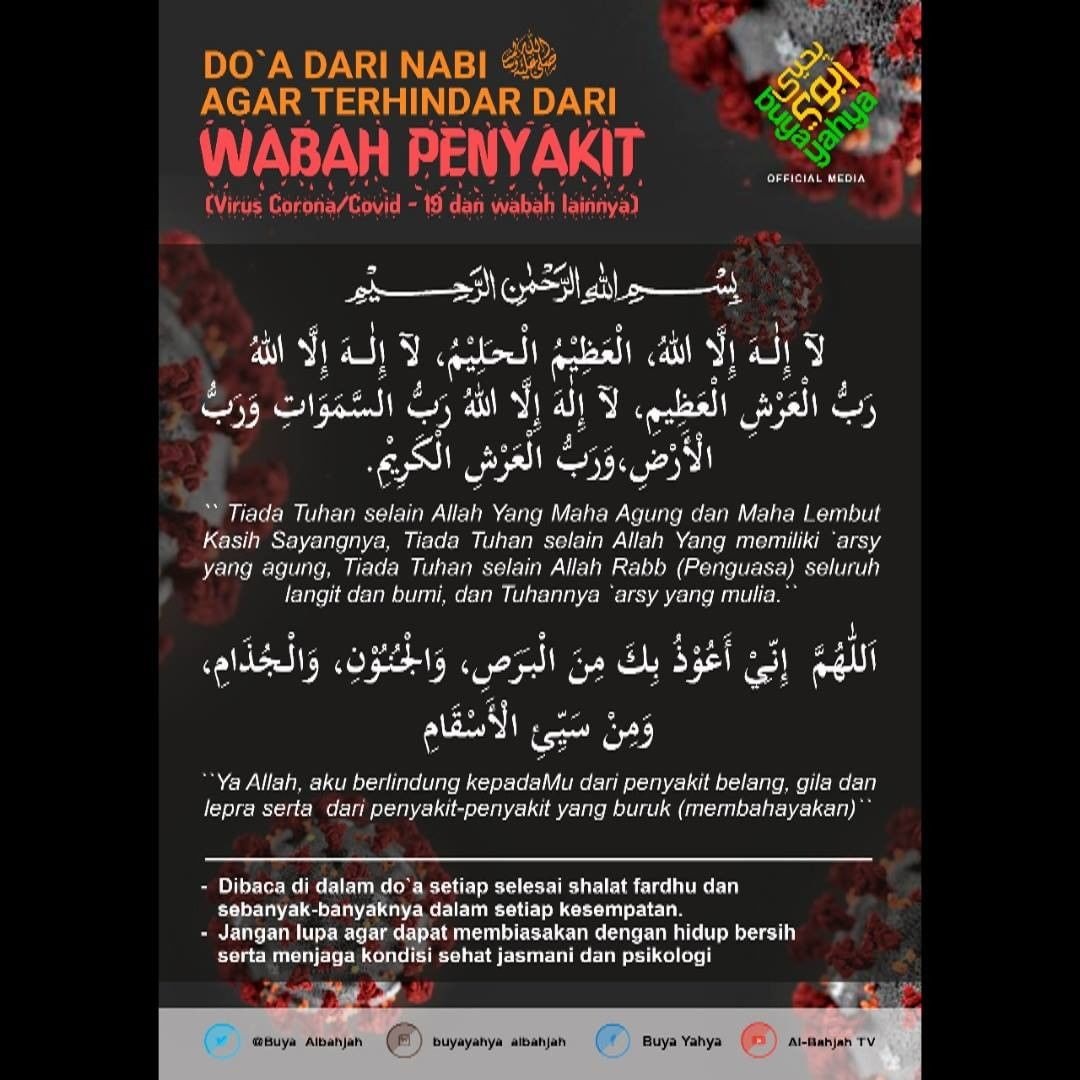 DO`A DARI NABI ﷺ
AGAR TERHINDAR DARI
WABAH PENYAKIT
(Virus Corona/Covid - 19 dan wabah lainnya)
أبوي يحيى
buya yahya
OFFICIAL MEDIA
بِسْمِ اللهِ الرَّحْمٰنِ الرَّحِيْمِ
لَآ إِلٰـهَ إِلَّا اللهُ، الْعَظِيْمُ الْحَلِيْمُ، لَآ إِلٰـهَ إِلَّا اللهُ
رَبُّ الْعَرْشِ الْعَظِيمِ، لَآ إِلٰهَ إِلَّا اللهُ رَبُّ السَّمَوَاتِ وَرَبُّ
الْأَرْضِ،وَرَبُّ الْعَرْشِ الْكَرِيْمِ.
`` Tiada Tuhan selain Allah Yang Maha Agung dan Maha Lembut
Kasih Sayangnya, Tiada Tuhan selain Allah Yang memiliki `arsy
yang agung, Tiada Tuhan selain Allah Rabb (Penguasa) seluruh
langit dan bumi, dan Tuhannya `arsy yang mulia.``
اَللّٰهُمَّ إِنِّيْ أَعُوْذُ بِكَ مِنَ الْبَرَصِ، وَالْجُنُوْنِ، وَالْجُذَامِ،
وَمِنْ سَيِّئِ الْأَسْقَامِ
``Ya Allah, aku berlindung kepadaMu dari penyakit belang, gila dan
lepra serta dari penyakit-penyakit yang buruk (membahayakan)``
- Dibaca di dalam do`a setiap selesai shalat fardhu dan
sebanyak-banyaknya dalam setiap kesempatan.
- Jangan lupa agar dapat membiasakan dengan hidup bersih
serta menjaga kondisi sehat jasmani dan psikologi
@Buya_Albahjah buyayahya_albahjah Buya Yahya Al-Bahjah TV